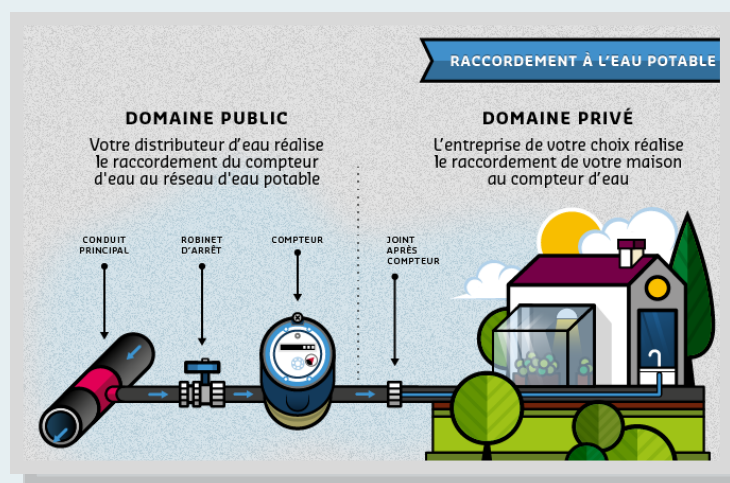 RACCORDEMENT À L'EAU POTABLE
DOMAINE PUBLIC
Votre distributeur d'eau réalise
le raccordement du compteur
d'eau au réseau d'eau potable
DOMAINE PRIVÉ
L'entreprise de votre choix réalise
le raccordement de votre maison
au compteur d'eau
CONDUIT
PRINCIPAL
ROBINET
D'ARRÊT
COMPTEUR
JOINT
APRÈS
COMPTEUR